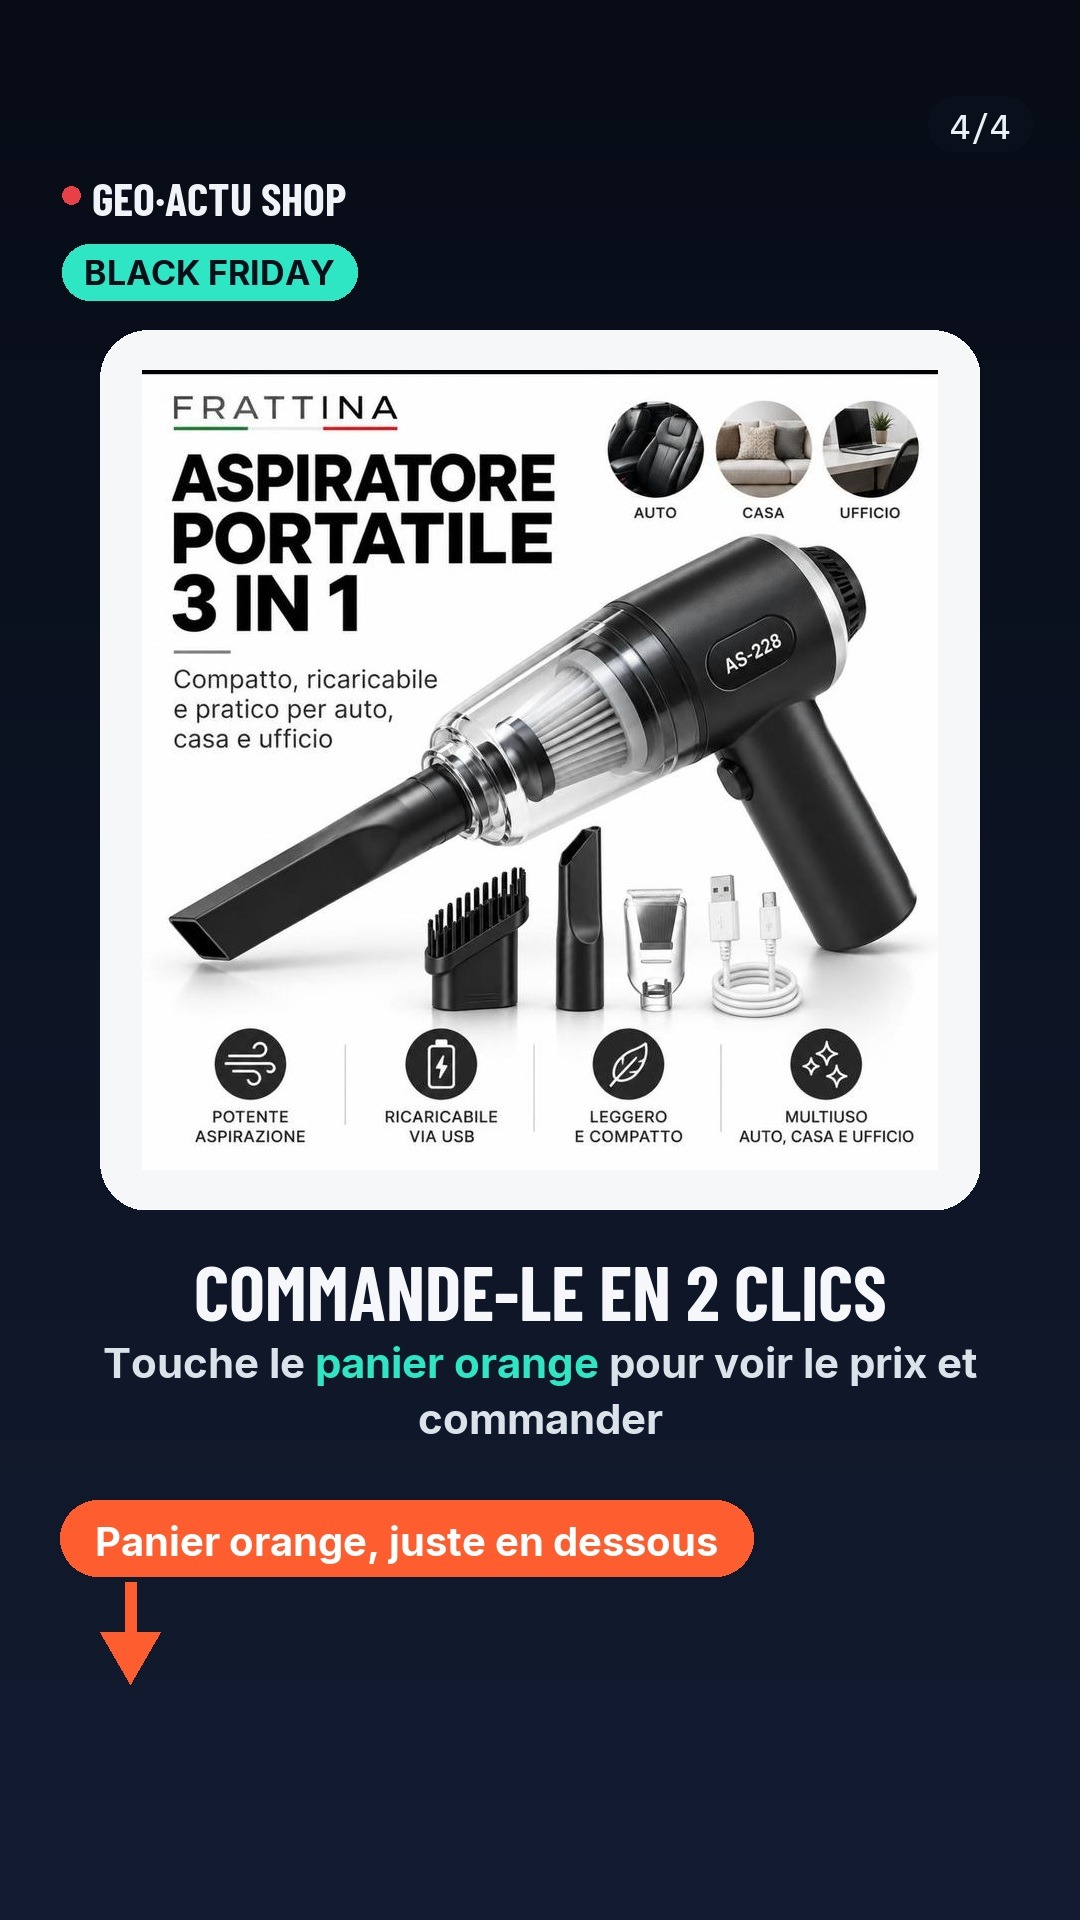 4/4
GEO·ACTU SHOP
BLACK FRIDAY
FRATTINA
ASPIRATORE
PORTATILE
3 IN 1
Compatto, ricaricabile
e pratico per auto,
casa e ufficio
AUTO
CASA
UFFICIO
AS-228
POTENTE
ASPIRAZIONE
RICARICABILE
VIA USB
LEGGERO
E COMPATTO
MULTIUSO
AUTO, CASA E UFFICIO
COMMANDE-LE EN 2 CLICS
Touche le panier orange pour voir le prix et
commander
Panier orange, juste en dessous